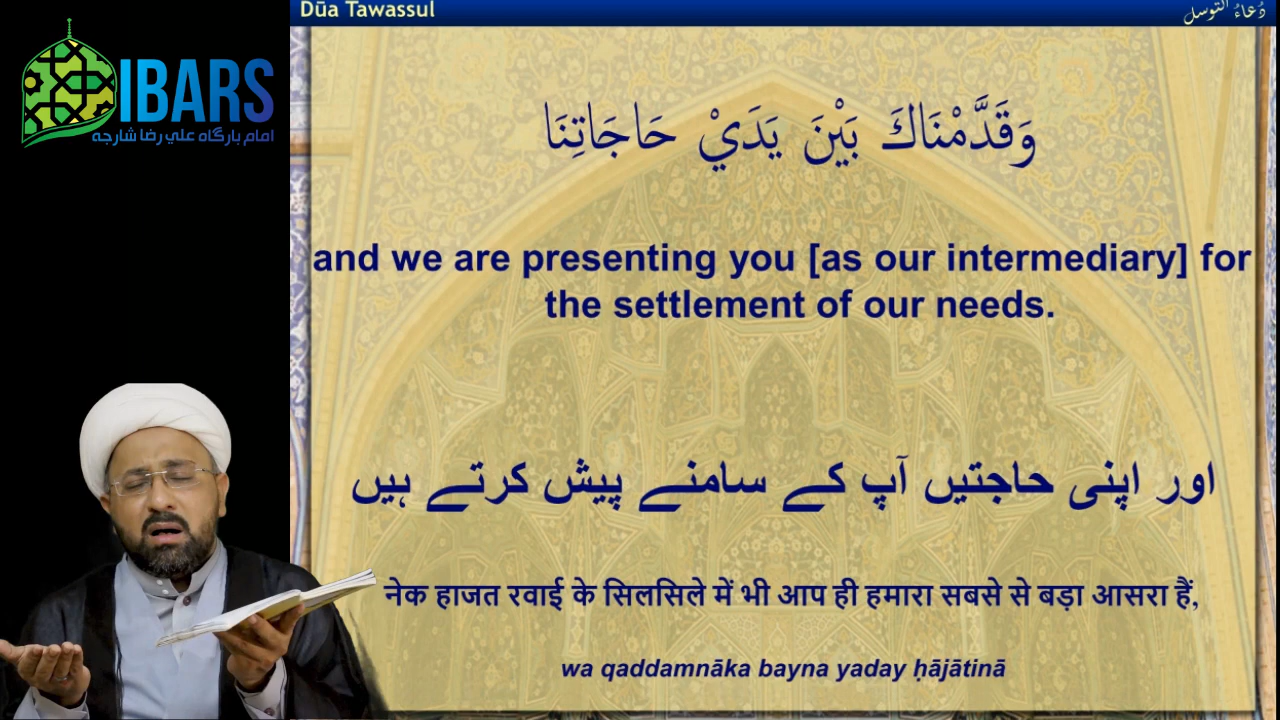 Dūa Tawassul
دُعاءُ التوسل
IBARS
امام بارگاه علي رضا شارجه
وَقَدَّمْنَاكَ بَيْنَ يَدَيْ حَاجَاتِنَا
and we are presenting you [as our intermediary] for
the settlement of our needs.
اور اپنی حاجتیں آپ کے سامنے پیش کرتے ہیں
नेक हाजत रवाई के सिलसिले में भी आप ही हमारा सबसे से बड़ा आसरा हैं,
wa qaddamnāka bayna yaday ḥājātinā